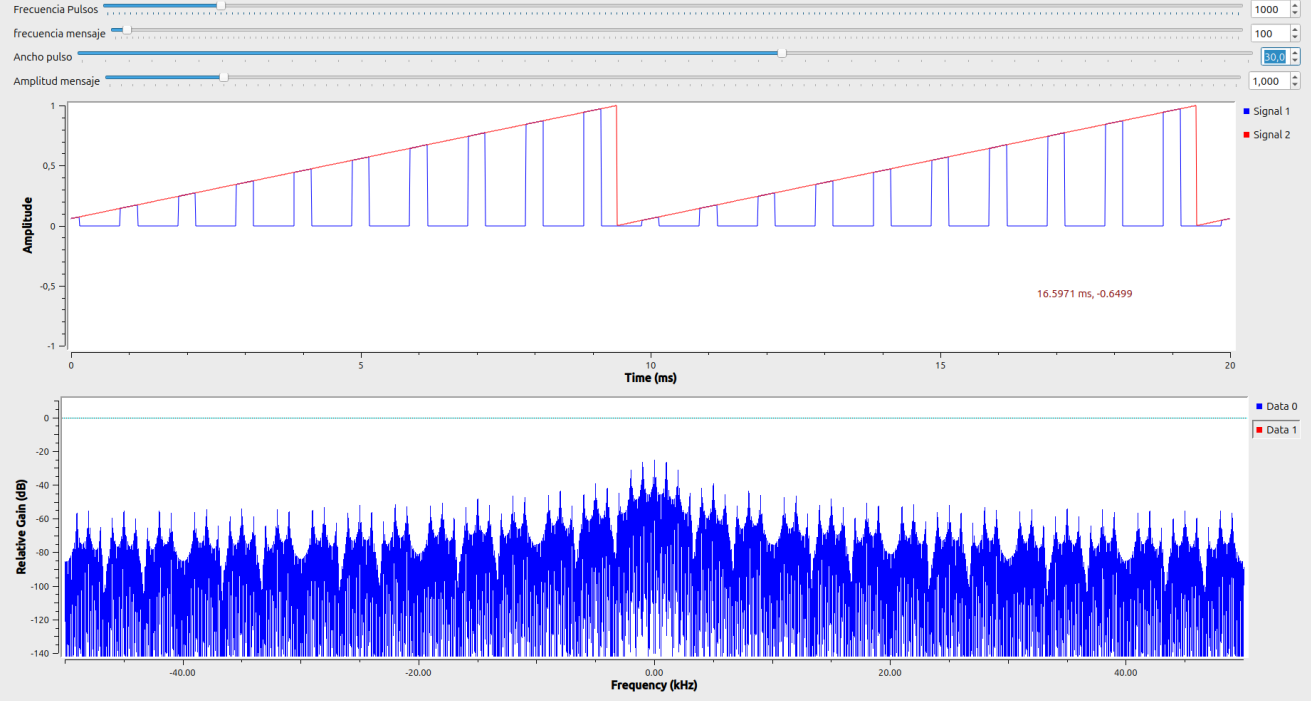 Frecuencia Pulsos 1000
frecuencia mensaje 100
Ancho pulso 30,0
Amplitud mensaje 1,000
1
0,5
0
-0,5
-1
Amplitude
Signal 1
Signal 2
16.5971 ms, -0.6499
0 5 10 15 20
Time (ms)
0
-20
-40
-60
-80
-100
-120
-140
Relative Gain (dB)
Data 0
Data 1
-40.00 -20.00 0.00 20.00 40.00
Frequency (kHz)